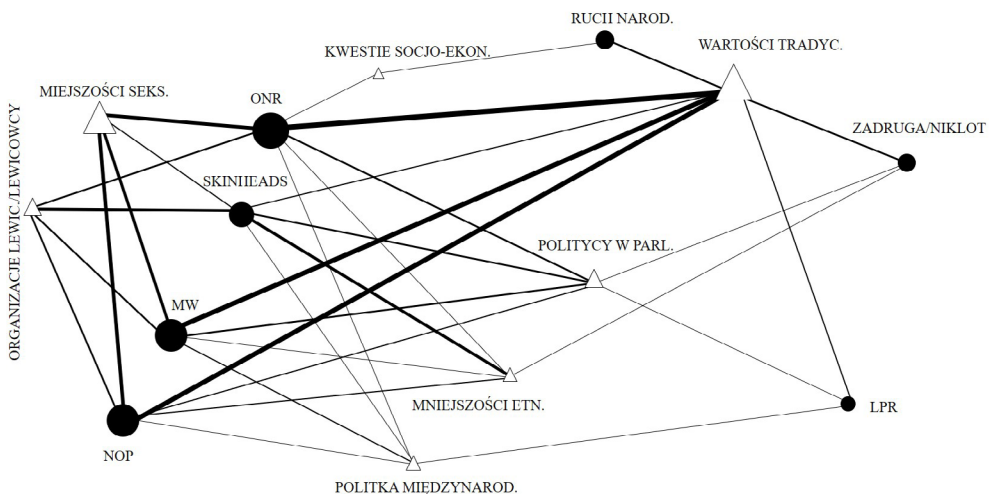 RUCH NAROD.
KWESTIE SOCJO-EKON.
WARTOŚCI TRADYC.
MIEJSZOŚCI SEKS.
ONR
ZADRUGA/NIKLOT
SKINHEADS
ORGANIZACJE LEWIC./LEWICOWCY
POLITYCY W PARL.
MW
MNIEJSZOŚCI ETN.
LPR
NOP
POLITKA MIĘDZYNAROD.